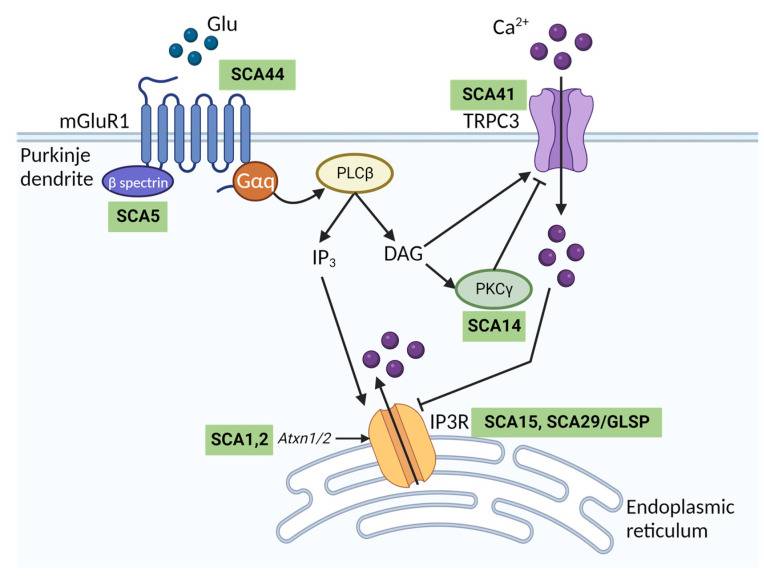 Glu
Ca²⁺
SCA44
SCA41
TRPC3
mGluR1
Purkinje
dendrite
β spectrin
Gαq
PLCβ
SCA5
IP₃
DAG
PKCγ
SCA14
IP3R
SCA15, SCA29/GLSP
SCA1,2
Atxn1/2
Endoplasmic
reticulum